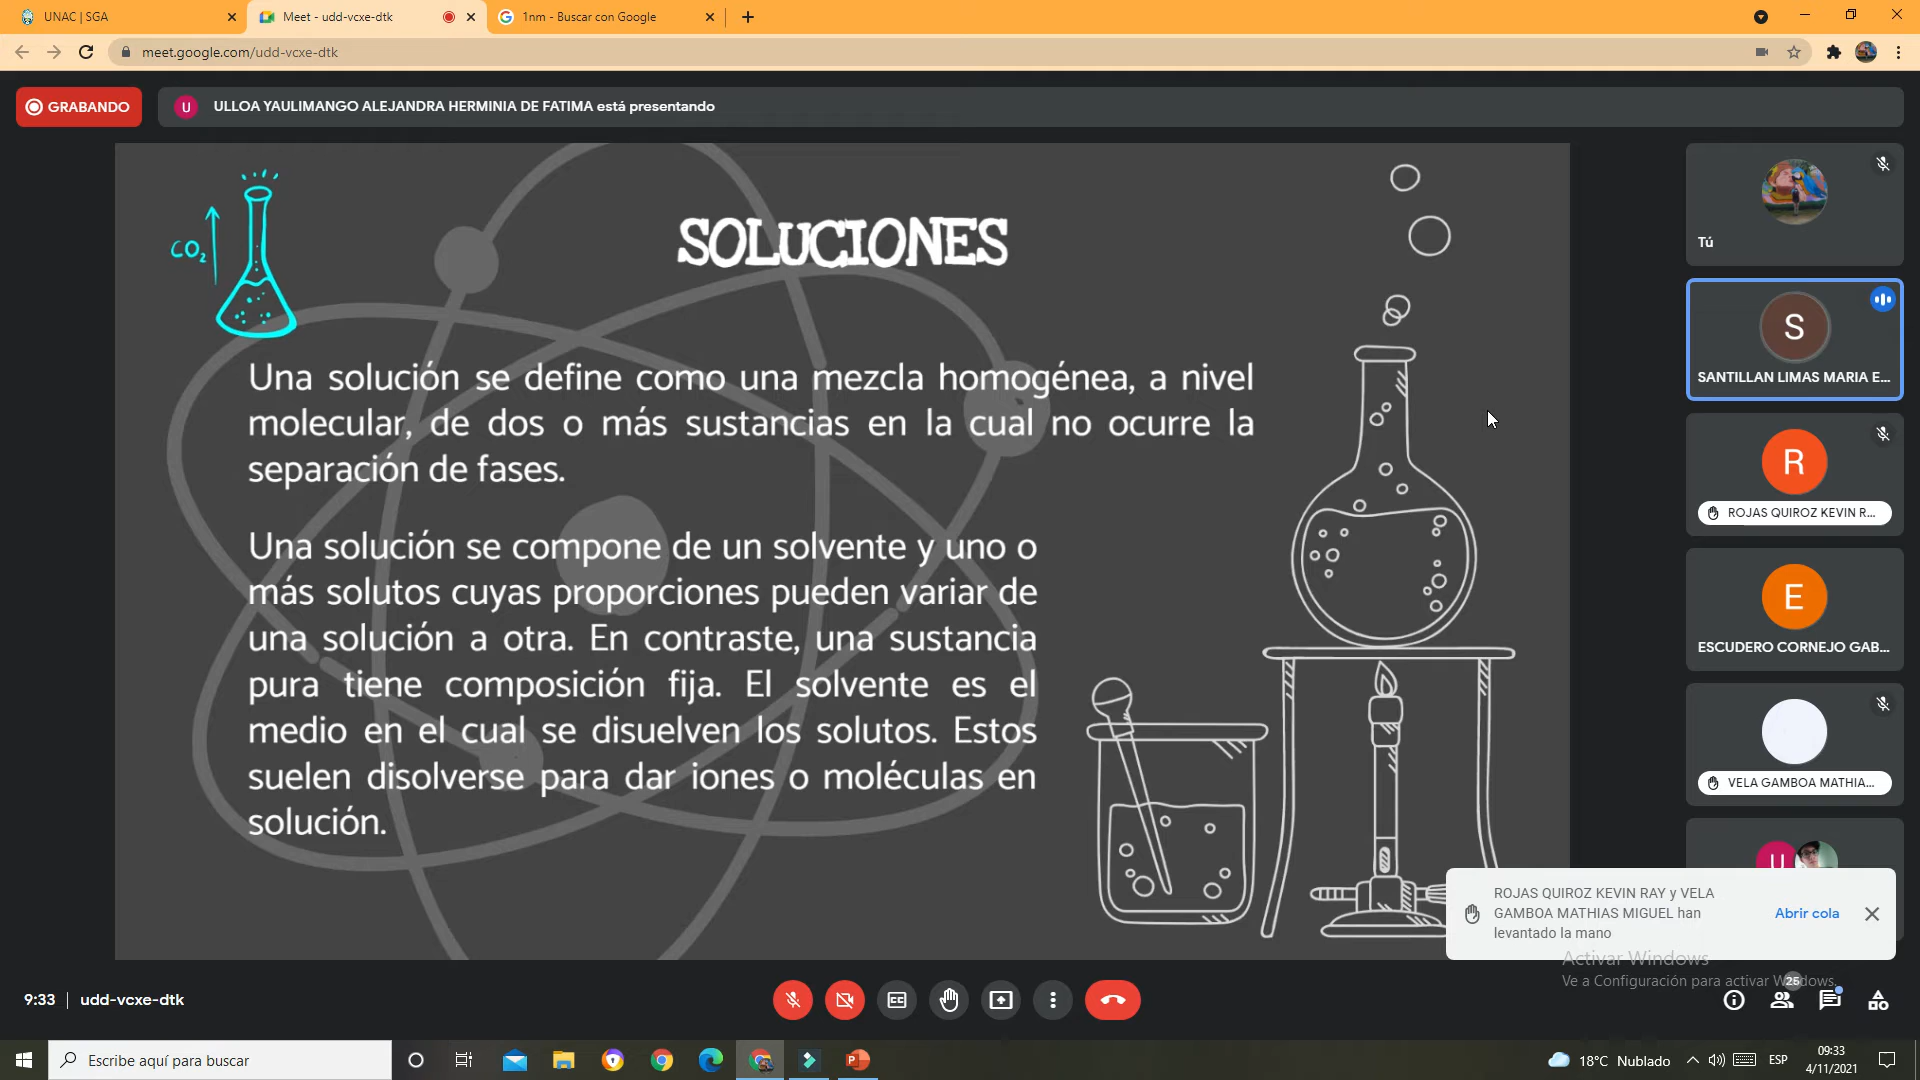 UNAC | SGA
Meet - udd-vcxe-dtk
1nm - Buscar con Google
meet.google.com/udd-vcxe-dtk
GRABANDO
U
ULLOA YAULIMANGO ALEJANDRA HERMINIA DE FATIMA está presentando
CO₂
SOLUCIONES
Una solución se define como una mezcla homogénea, a nivel
molecular, de dos o más sustancias en la cual no ocurre la
separación de fases.
Una solución se compone de un solvente y uno o
más solutos cuyas proporciones pueden variar de
una solución a otra. En contraste, una sustancia
pura tiene composición fija. El solvente es el
medio en el cual se disuelven los solutos. Estos
suelen disolverse para dar iones o moléculas en
solución.
Tú
S
SANTILLAN LIMAS MARIA E...
R
ROJAS QUIROZ KEVIN R...
E
ESCUDERO CORNEJO GAB...
VELA GAMBOA MATHIA...
U
ROJAS QUIROZ KEVIN RAY y VELA
GAMBOA MATHIAS MIGUEL han
levantado la mano
Abrir cola
Activar Windows
Ve a Configuración para activar Windows.
9:33
udd-vcxe-dtk
25
Escribe aquí para buscar
18°C Nublado
ESP
09:33
4/11/2021